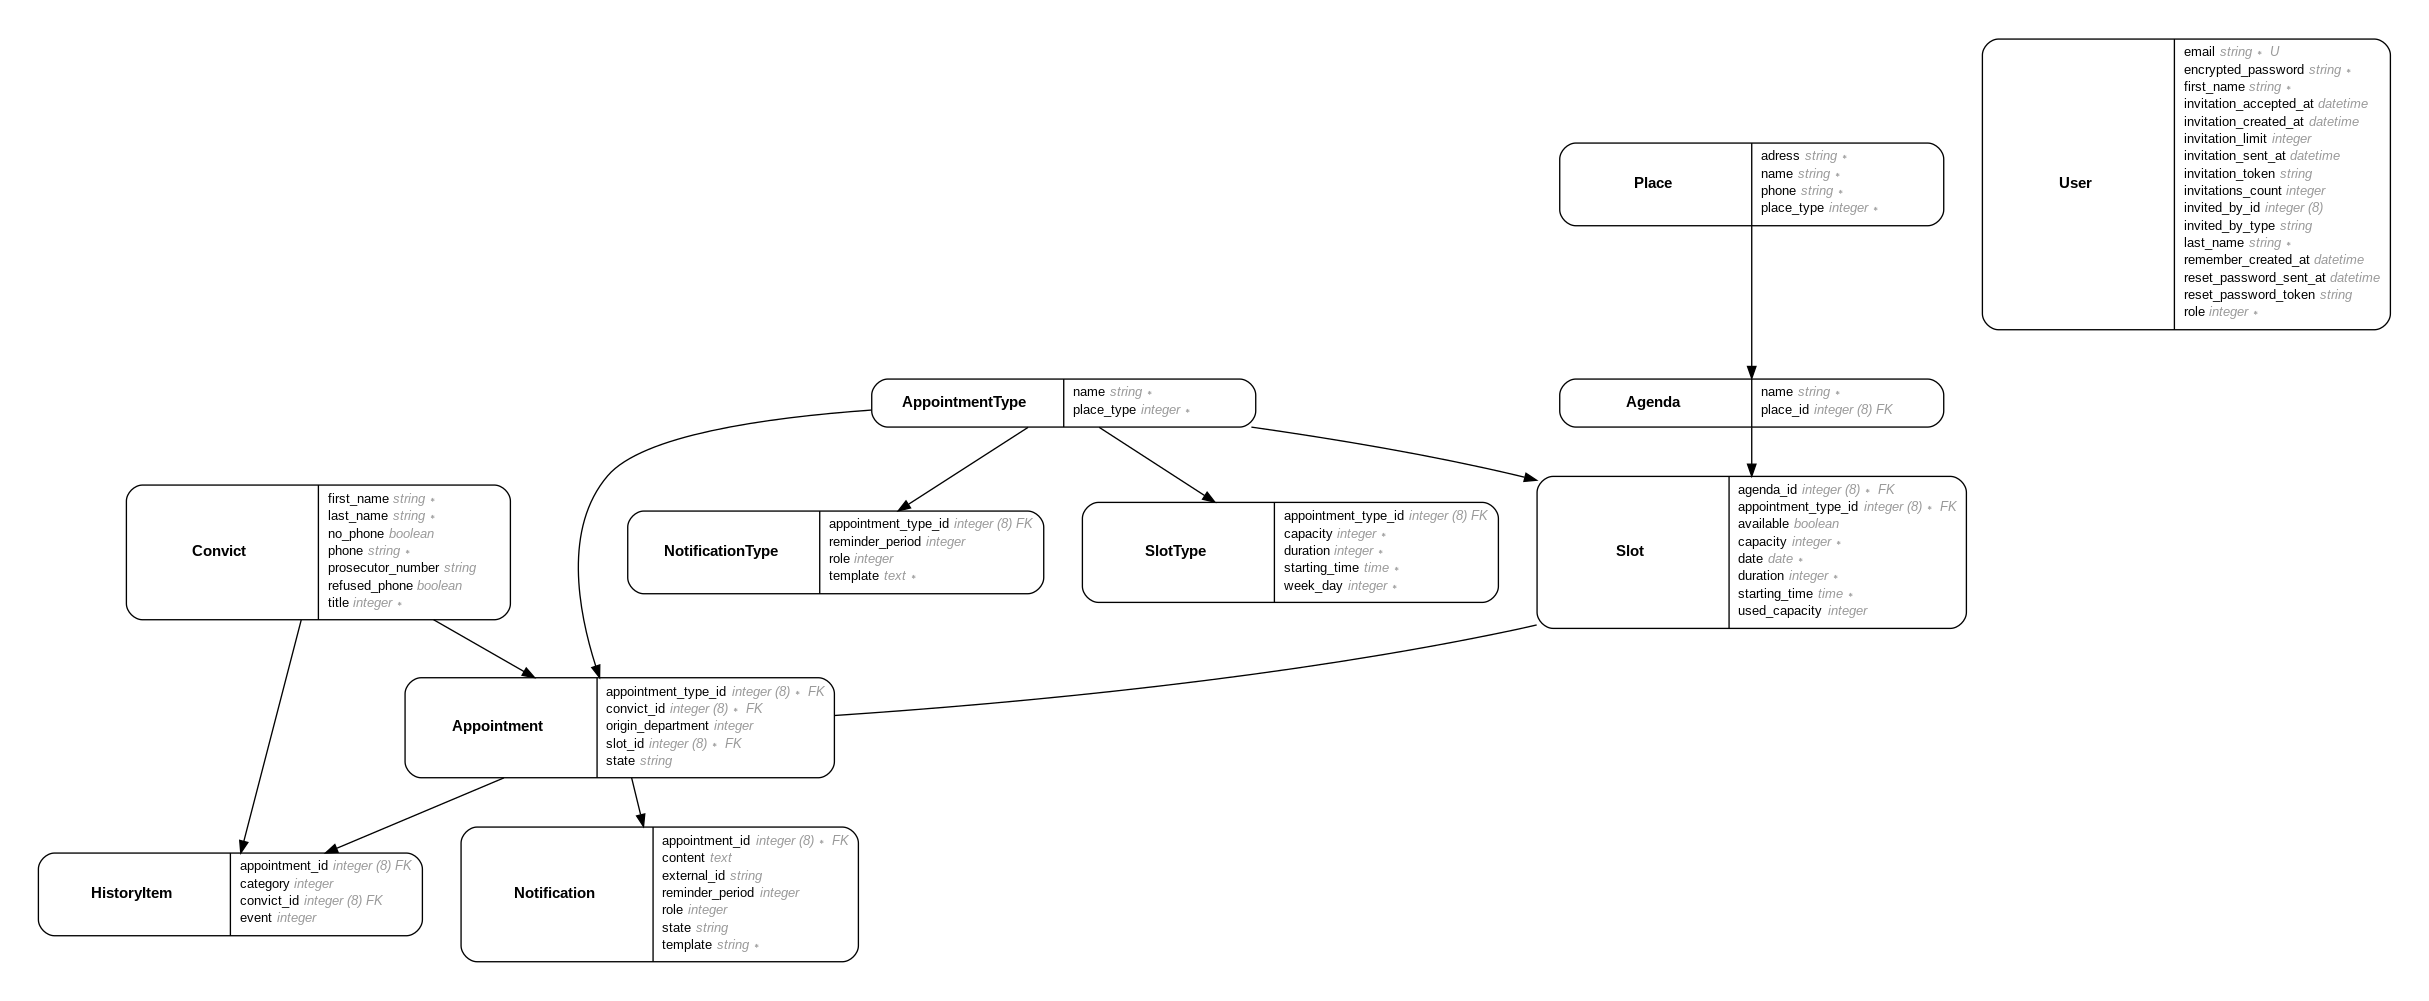 User
email string * U
encrypted_password string *
first_name string *
invitation_accepted_at datetime
invitation_created_at datetime
invitation_limit integer
invitation_sent_at datetime
invitation_token string
invitations_count integer
invited_by_id integer (8)
invited_by_type string
last_name string *
remember_created_at datetime
reset_password_sent_at datetime
reset_password_token string
role integer *
Place
adress string *
name string *
phone string *
place_type integer *
AppointmentType
name string *
place_type integer *
Agenda
name string *
place_id integer (8) FK
Convict
first_name string *
last_name string *
no_phone boolean
phone string *
prosecutor_number string
refused_phone boolean
title integer *
NotificationType
appointment_type_id integer (8) FK
reminder_period integer
role integer
template text *
SlotType
appointment_type_id integer (8) FK
capacity integer *
duration integer *
starting_time time *
week_day integer *
Slot
agenda_id integer (8) * FK
appointment_type_id integer (8) * FK
available boolean
capacity integer *
date date *
duration integer *
starting_time time *
used_capacity integer
Appointment
appointment_type_id integer (8) * FK
convict_id integer (8) * FK
origin_department integer
slot_id integer (8) * FK
state string
HistoryItem
appointment_id integer (8) FK
category integer
convict_id integer (8) FK
event integer
Notification
appointment_id integer (8) * FK
content text
external_id string
reminder_period integer
role integer
state string
template string *